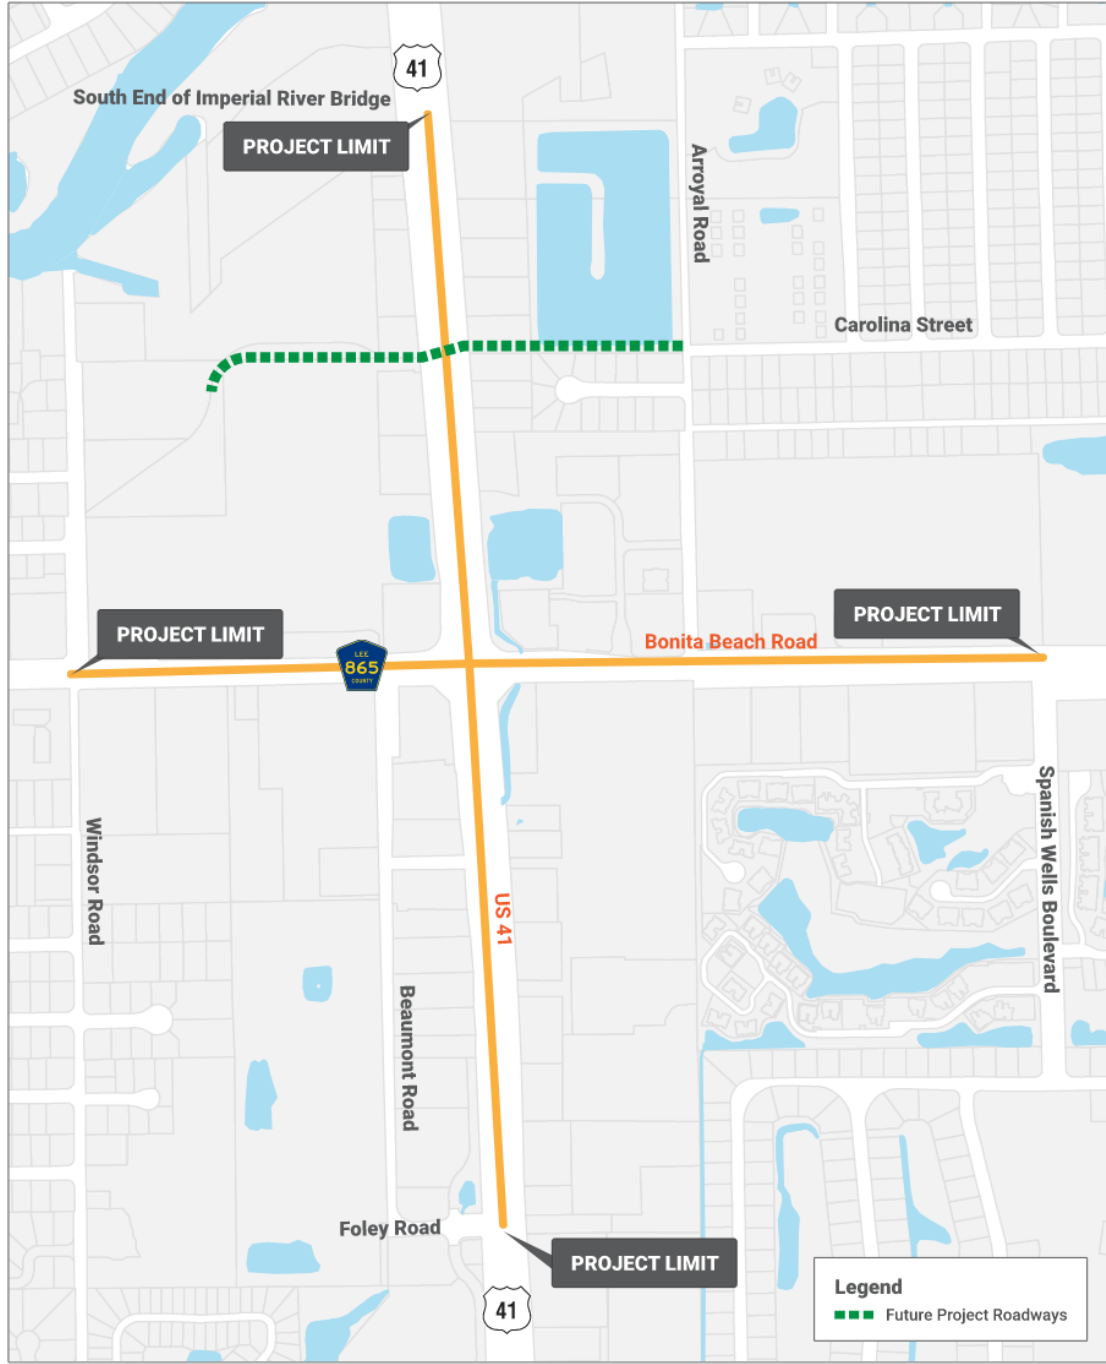 41
South End of Imperial River Bridge
PROJECT LIMIT
Arroyal Road
Carolina Street
PROJECT LIMIT
PROJECT LIMIT
Bonita Beach Road
LEE
865
COUNTY
Windsor Road
Spanish Wells Boulevard
US 41
Beaumont Road
Foley Road
PROJECT LIMIT
41
Legend
Future Project Roadways